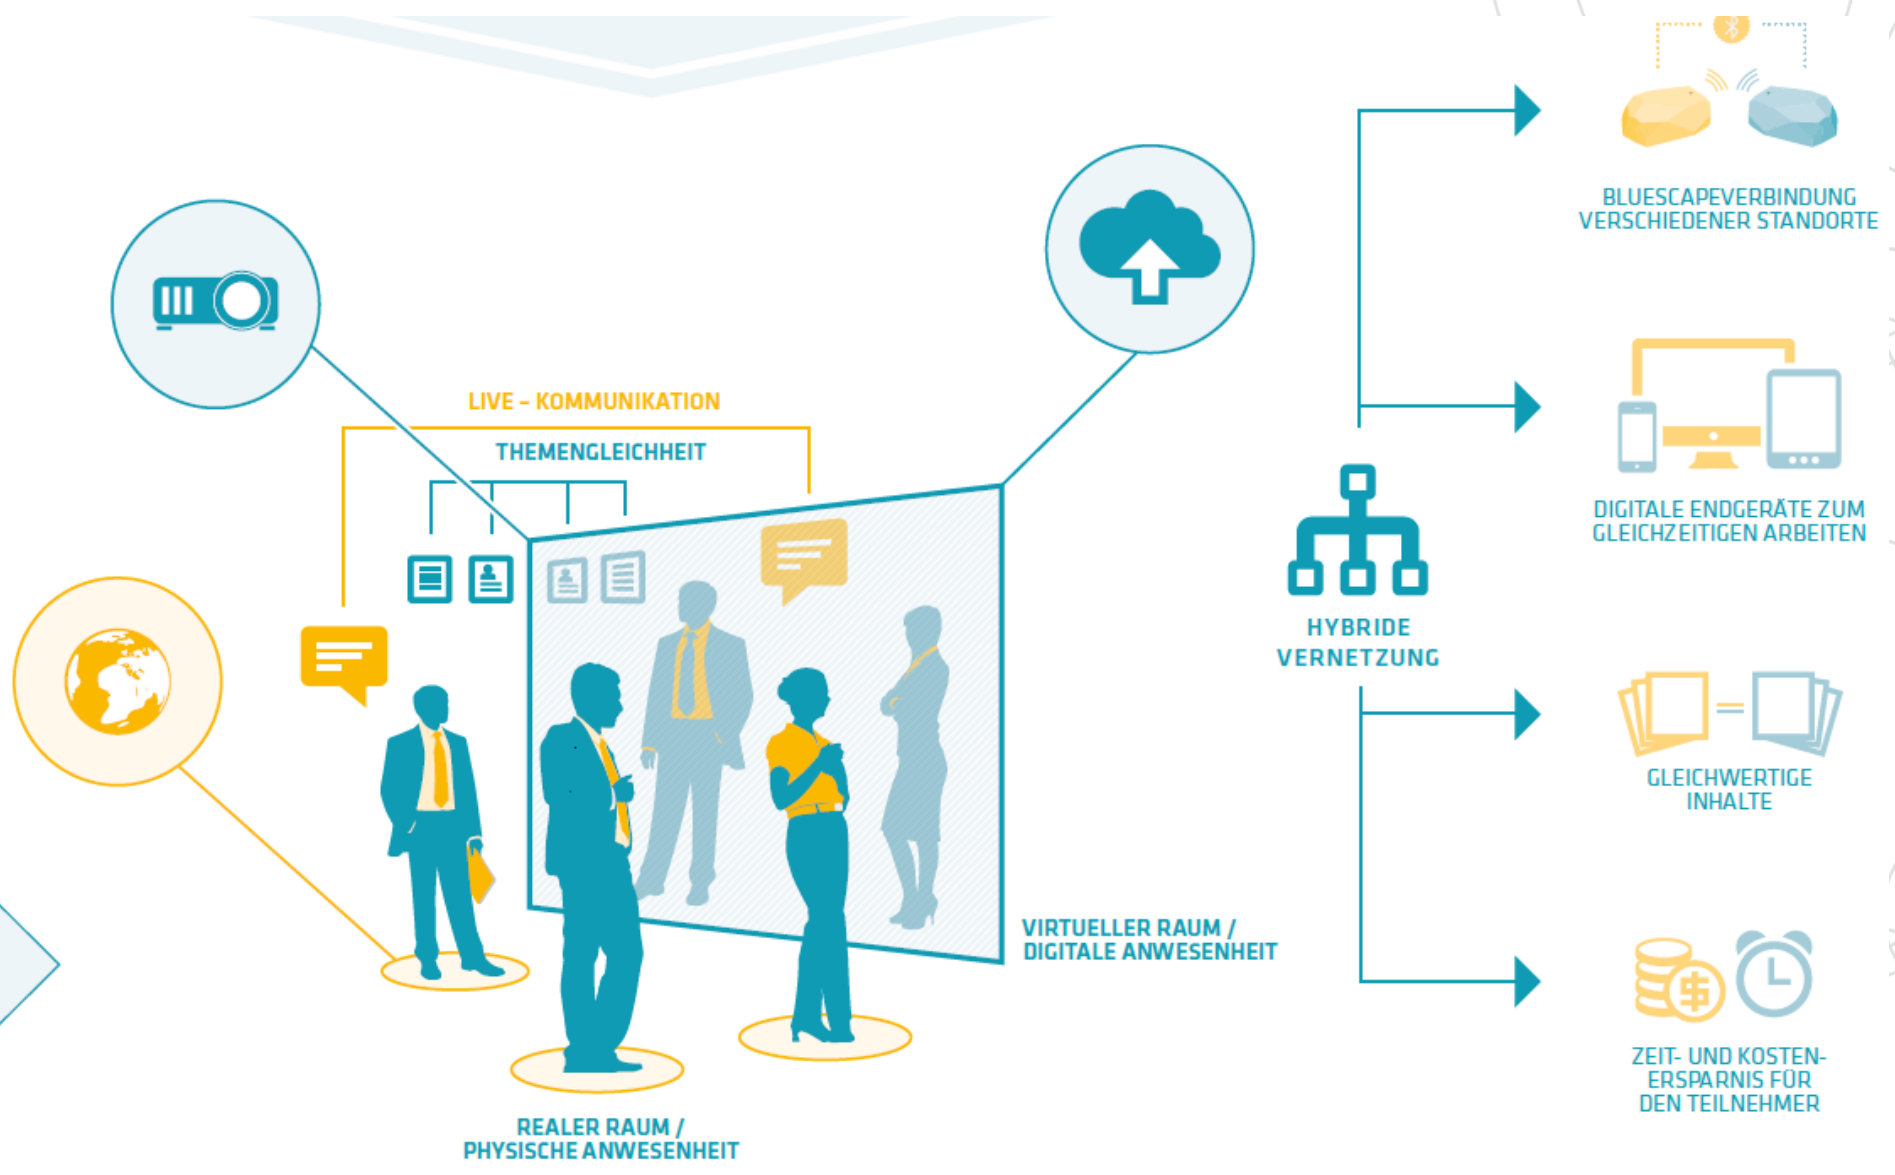 LIVE – KOMMUNIKATION
THEMENGLEICHHEIT
VIRTUELLER RAUM /
DIGITALE ANWESENHEIT
REALER RAUM /
PHYSISCHE ANWESENHEIT
HYBRIDE
VERNETZUNG
BLUESCAPEVERBINDUNG
VERSCHIEDENER STANDORTE
DIGITALE ENDGERÄTE ZUM
GLEICHZEITIGEN ARBEITEN
GLEICHWERTIGE
INHALTE
ZEIT- UND KOSTEN-
ERSPARNIS FÜR
DEN TEILNEHMER